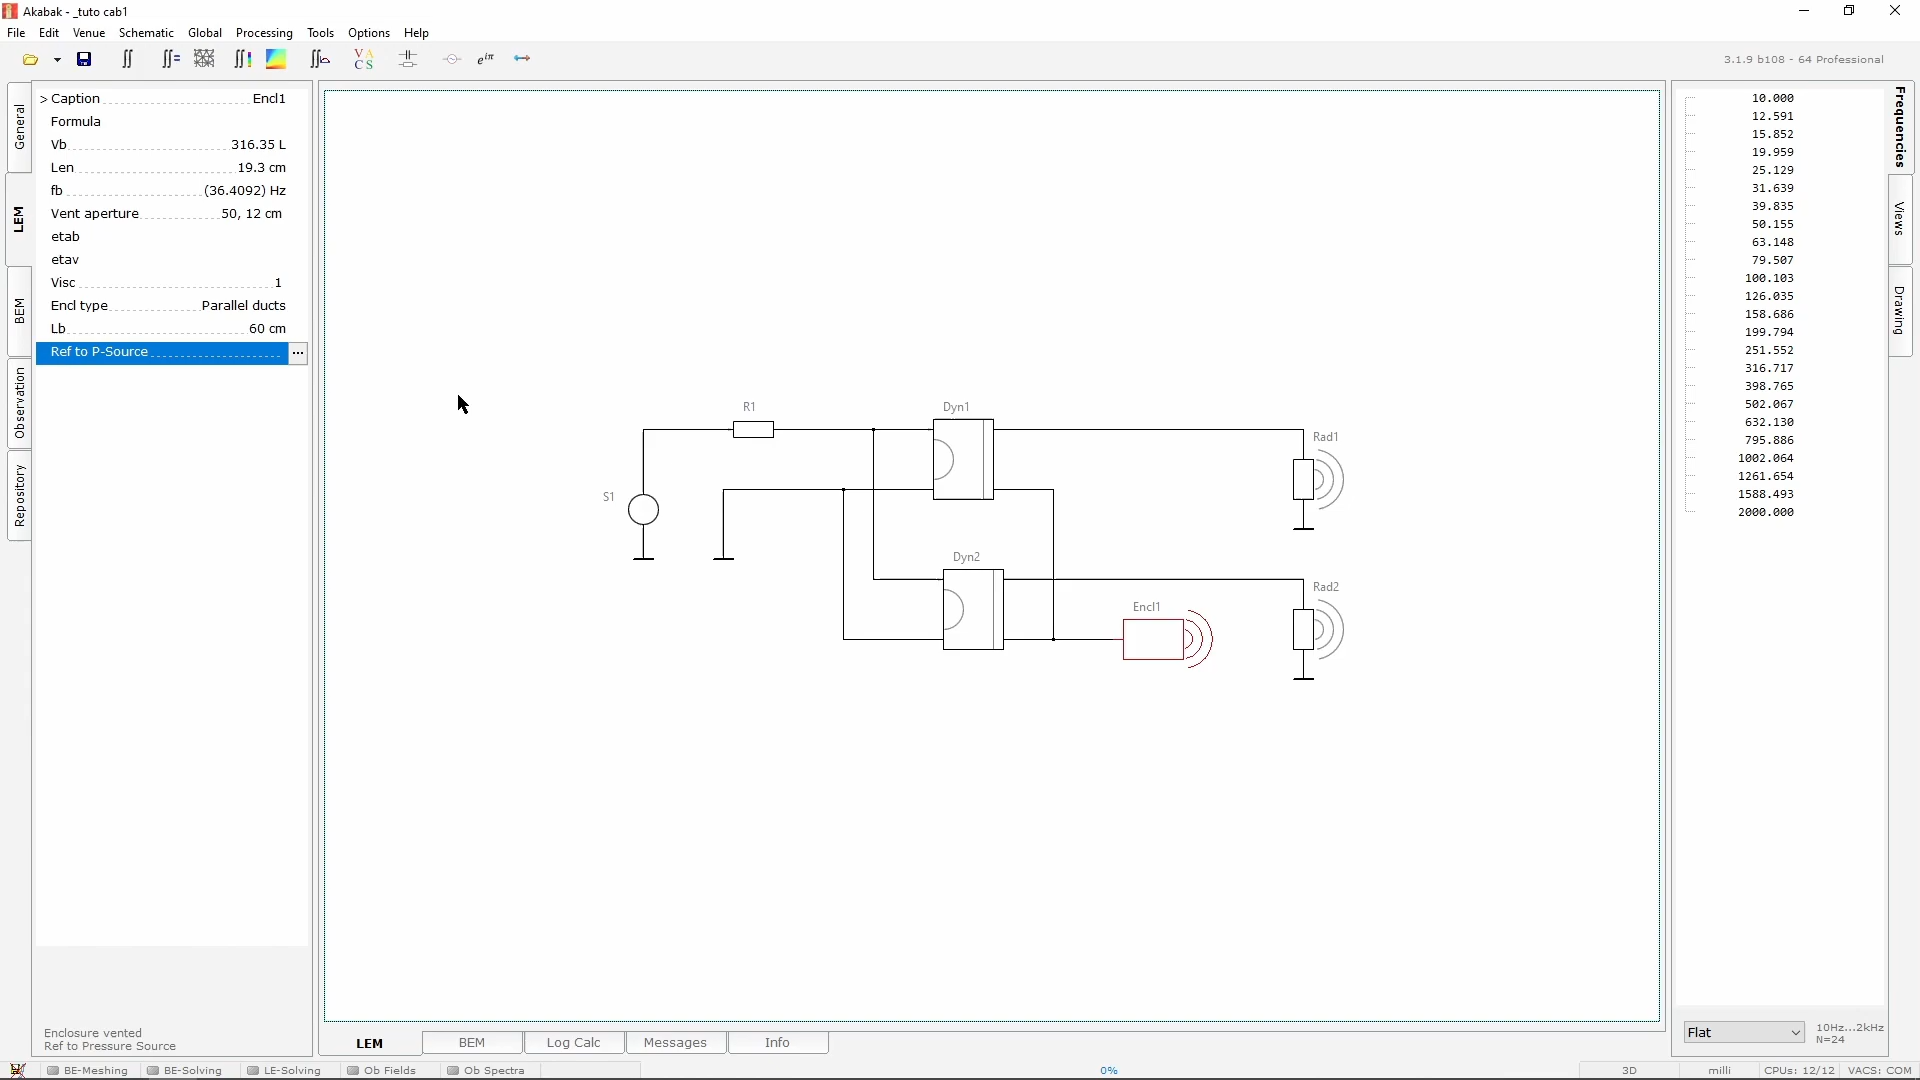 Akabak - _tuto cab1
File Edit Venue Schematic Global Processing Tools Options Help
V A C S
e^iπ
3.1.9 b108 - 64 Professional
General
LEM
BEM
Observation
Repository
> Caption Encl1
Formula
Vb 316.35 L
Len 19.3 cm
fb (36.4092) Hz
Vent aperture 50, 12 cm
etab
etav
Visc 1
Encl type Parallel ducts
Lb 60 cm
Ref to P-Source ...
Enclosure vented
Ref to Pressure Source
R1
Dyn1
Rad1
S1
Dyn2
Rad2
Encl1
LEM BEM Log Calc Messages Info
10.000
12.591
15.852
19.959
25.129
31.639
39.835
50.155
63.148
79.507
100.103
126.035
158.686
199.794
251.552
316.717
398.765
502.067
632.130
795.886
1002.064
1261.654
1588.493
2000.000
Frequencies
Views
Drawing
Flat
10Hz...2kHz
N=24
BE-Meshing BE-Solving LE-Solving Ob Fields Ob Spectra 0% 3D milli CPUs: 12/12 VACS: COM